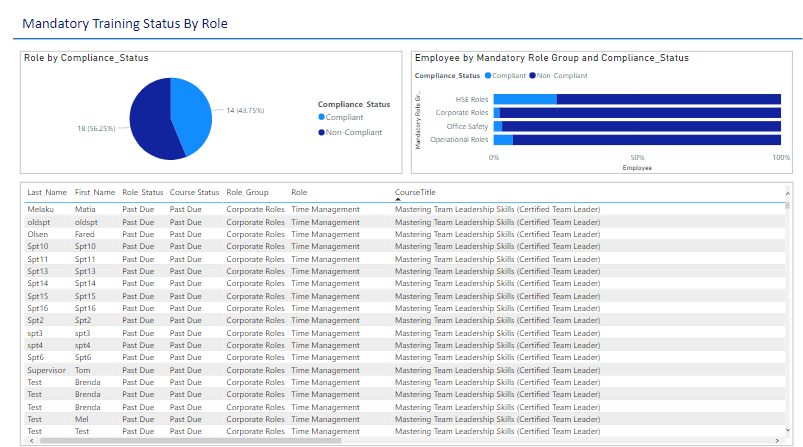 Mandatory Training Status By Role
Role by Compliance_Status
14 (43.75%)
18 (56.25%)
Compliance_Status
Compliant
Non-Compliant
Employee by Mandatory Role Group and Compliance_Status
Compliance_Status Compliant Non-Compliant
Mandatory Role Gr..
HSE Roles
Corporate Roles
Office Safety
Operational Roles
0% 50% 100%
Employee
Last_Name First_Name Role_Status Course Status Role_Group Role CourseTitle
Melaku Matia Past Due Past Due Corporate Roles Time Management Mastering Team Leadership Skills (Certified Team Leader)
oldspt oldspt Past Due Past Due Corporate Roles Time Management Mastering Team Leadership Skills (Certified Team Leader)
Olsen Fared Past Due Past Due Corporate Roles Time Management Mastering Team Leadership Skills (Certified Team Leader)
Spt10 Spt10 Past Due Past Due Corporate Roles Time Management Mastering Team Leadership Skills (Certified Team Leader)
Spt11 Spt11 Past Due Past Due Corporate Roles Time Management Mastering Team Leadership Skills (Certified Team Leader)
Spt13 Spt13 Past Due Past Due Corporate Roles Time Management Mastering Team Leadership Skills (Certified Team Leader)
Spt14 Spt14 Past Due Past Due Corporate Roles Time Management Mastering Team Leadership Skills (Certified Team Leader)
Spt15 Spt15 Past Due Past Due Corporate Roles Time Management Mastering Team Leadership Skills (Certified Team Leader)
Spt16 Spt16 Past Due Past Due Corporate Roles Time Management Mastering Team Leadership Skills (Certified Team Leader)
Spt2 Spt2 Past Due Past Due Corporate Roles Time Management Mastering Team Leadership Skills (Certified Team Leader)
spt3 spt3 Past Due Past Due Corporate Roles Time Management Mastering Team Leadership Skills (Certified Team Leader)
spt4 spt4 Past Due Past Due Corporate Roles Time Management Mastering Team Leadership Skills (Certified Team Leader)
Spt6 Spt6 Past Due Past Due Corporate Roles Time Management Mastering Team Leadership Skills (Certified Team Leader)
Supervisor Tom Past Due Past Due Corporate Roles Time Management Mastering Team Leadership Skills (Certified Team Leader)
Test Brenda Past Due Past Due Corporate Roles Time Management Mastering Team Leadership Skills (Certified Team Leader)
Test Brenda Past Due Past Due Corporate Roles Time Management Mastering Team Leadership Skills (Certified Team Leader)
Test Brenda Past Due Past Due Corporate Roles Time Management Mastering Team Leadership Skills (Certified Team Leader)
Test Mel Past Due Past Due Corporate Roles Time Management Mastering Team Leadership Skills (Certified Team Leader)
Test Test Past Due Past Due Corporate Roles Time Management Mastering Team Leadership Skills (Certified Team Leader)